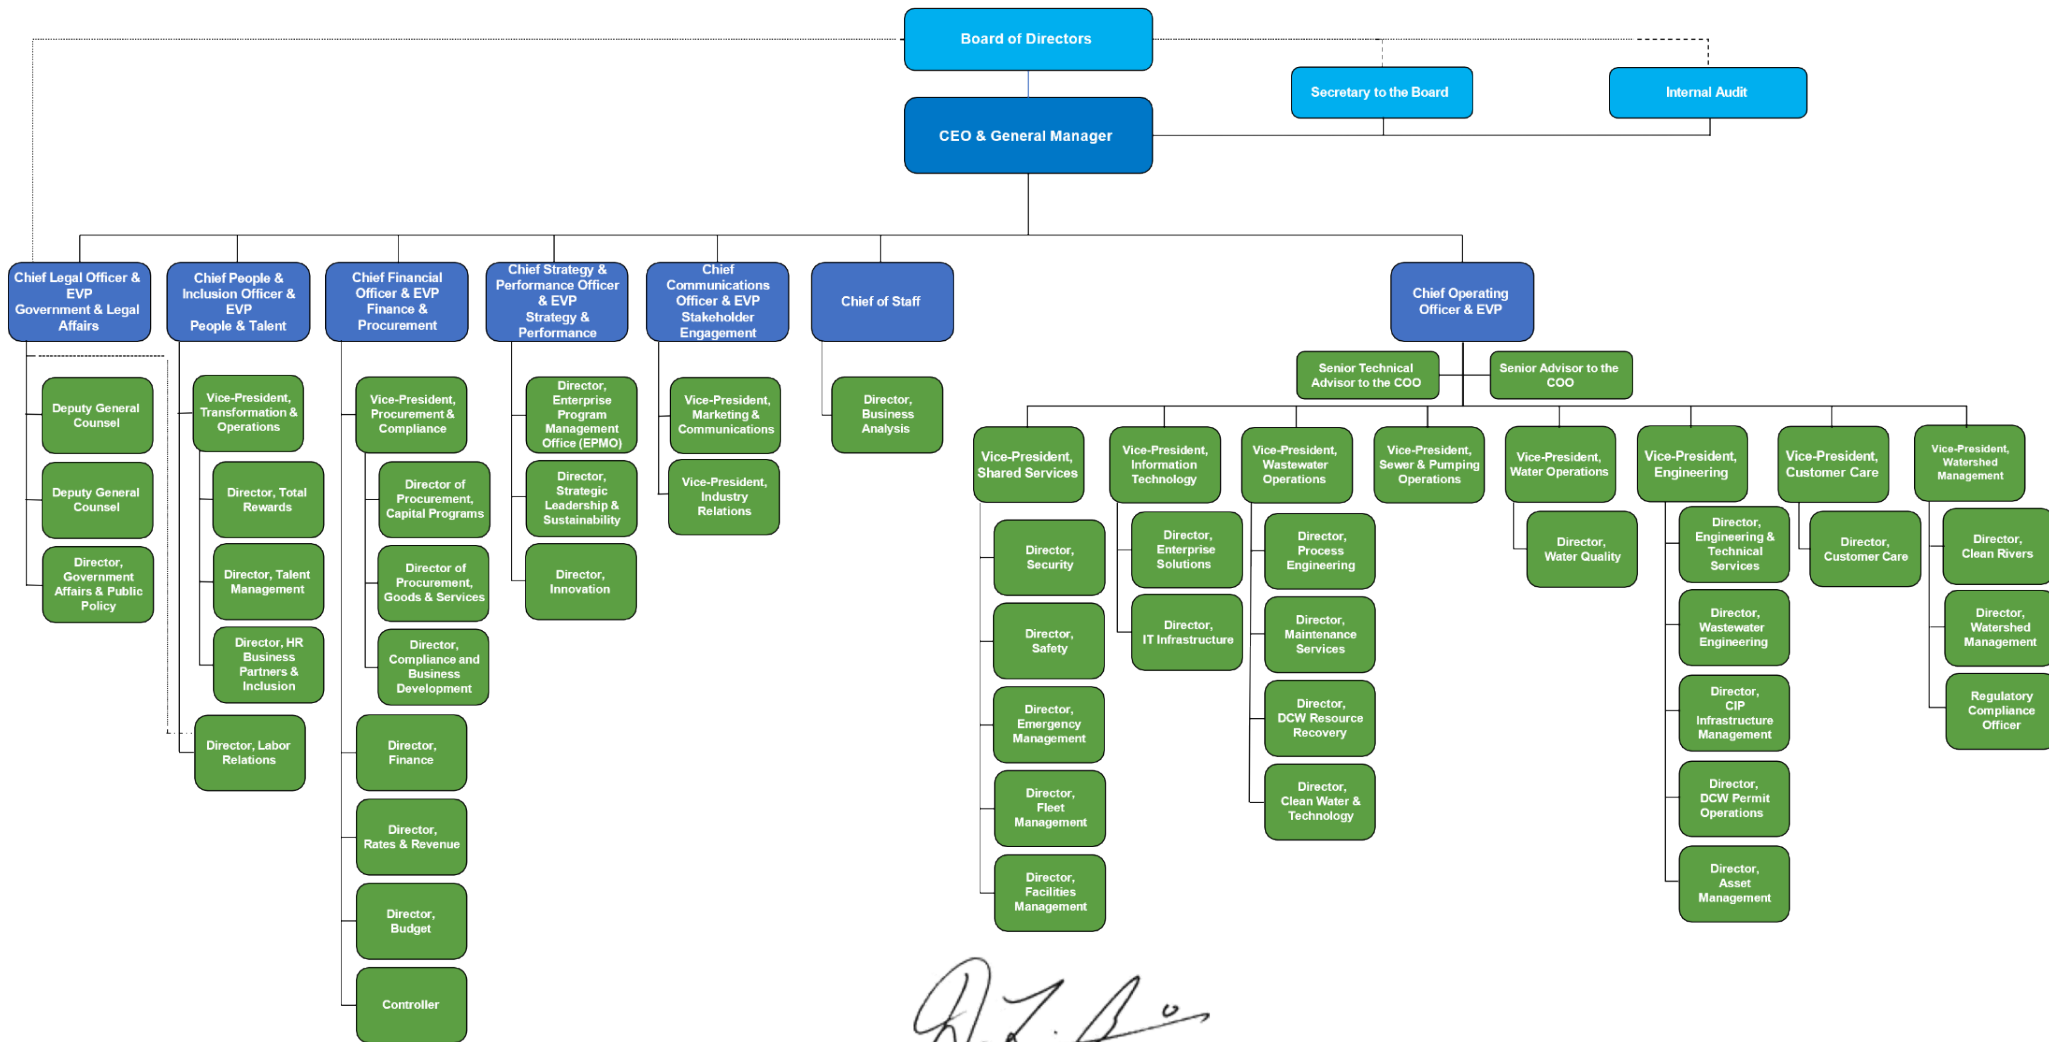 Board of Directors
Secretary to the Board
Internal Audit
CEO & General Manager
Chief Legal Officer &
EVP
Government & Legal
Affairs
Chief People &
Inclusion Officer &
EVP
People & Talent
Chief Financial
Officer & EVP
Finance &
Procurement
Chief Strategy &
Performance Officer
& EVP
Strategy &
Performance
Chief
Communications
Officer & EVP
Stakeholder
Engagement
Chief of Staff
Chief Operating
Officer & EVP
Senior Technical
Advisor to the COO
Senior Advisor to the
COO
Deputy General
Counsel
Deputy General
Counsel
Director,
Government
Affairs & Public
Policy
Vice-President,
Transformation &
Operations
Director, Total
Rewards
Director, Talent
Management
Director, HR
Business
Partners &
Inclusion
Director, Labor
Relations
Vice-President,
Procurement &
Compliance
Director of
Procurement,
Capital Programs
Director of
Procurement,
Goods & Services
Director,
Compliance and
Business
Development
Director,
Finance
Director,
Rates & Revenue
Director,
Budget
Controller
Director,
Enterprise
Program
Management
Office (EPMO)
Director,
Strategic
Leadership &
Sustainability
Director,
Innovation
Vice-President,
Marketing &
Communications
Vice-President,
Industry
Relations
Director,
Business
Analysis
Vice-President,
Shared Services
Director,
Security
Director,
Safety
Director,
Emergency
Management
Director,
Fleet
Management
Director,
Facilities
Management
Vice-President,
Information
Technology
Director,
Enterprise
Solutions
Director,
IT Infrastructure
Vice-President,
Wastewater
Operations
Director,
Process
Engineering
Director,
Maintenance
Services
Director,
DCW Resource
Recovery
Director,
Clean Water &
Technology
Vice-President,
Sewer & Pumping
Operations
Vice-President,
Water Operations
Director,
Water Quality
Vice-President,
Engineering
Director,
Engineering &
Technical
Services
Director,
Wastewater
Engineering
Director,
CIP
Infrastructure
Management
Director,
DCW Permit
Operations
Director,
Asset
Management
Vice-President,
Customer Care
Director,
Customer Care
Vice-President,
Watershed
Management
Director,
Clean Rivers
Director,
Watershed
Management
Regulatory
Compliance
Officer